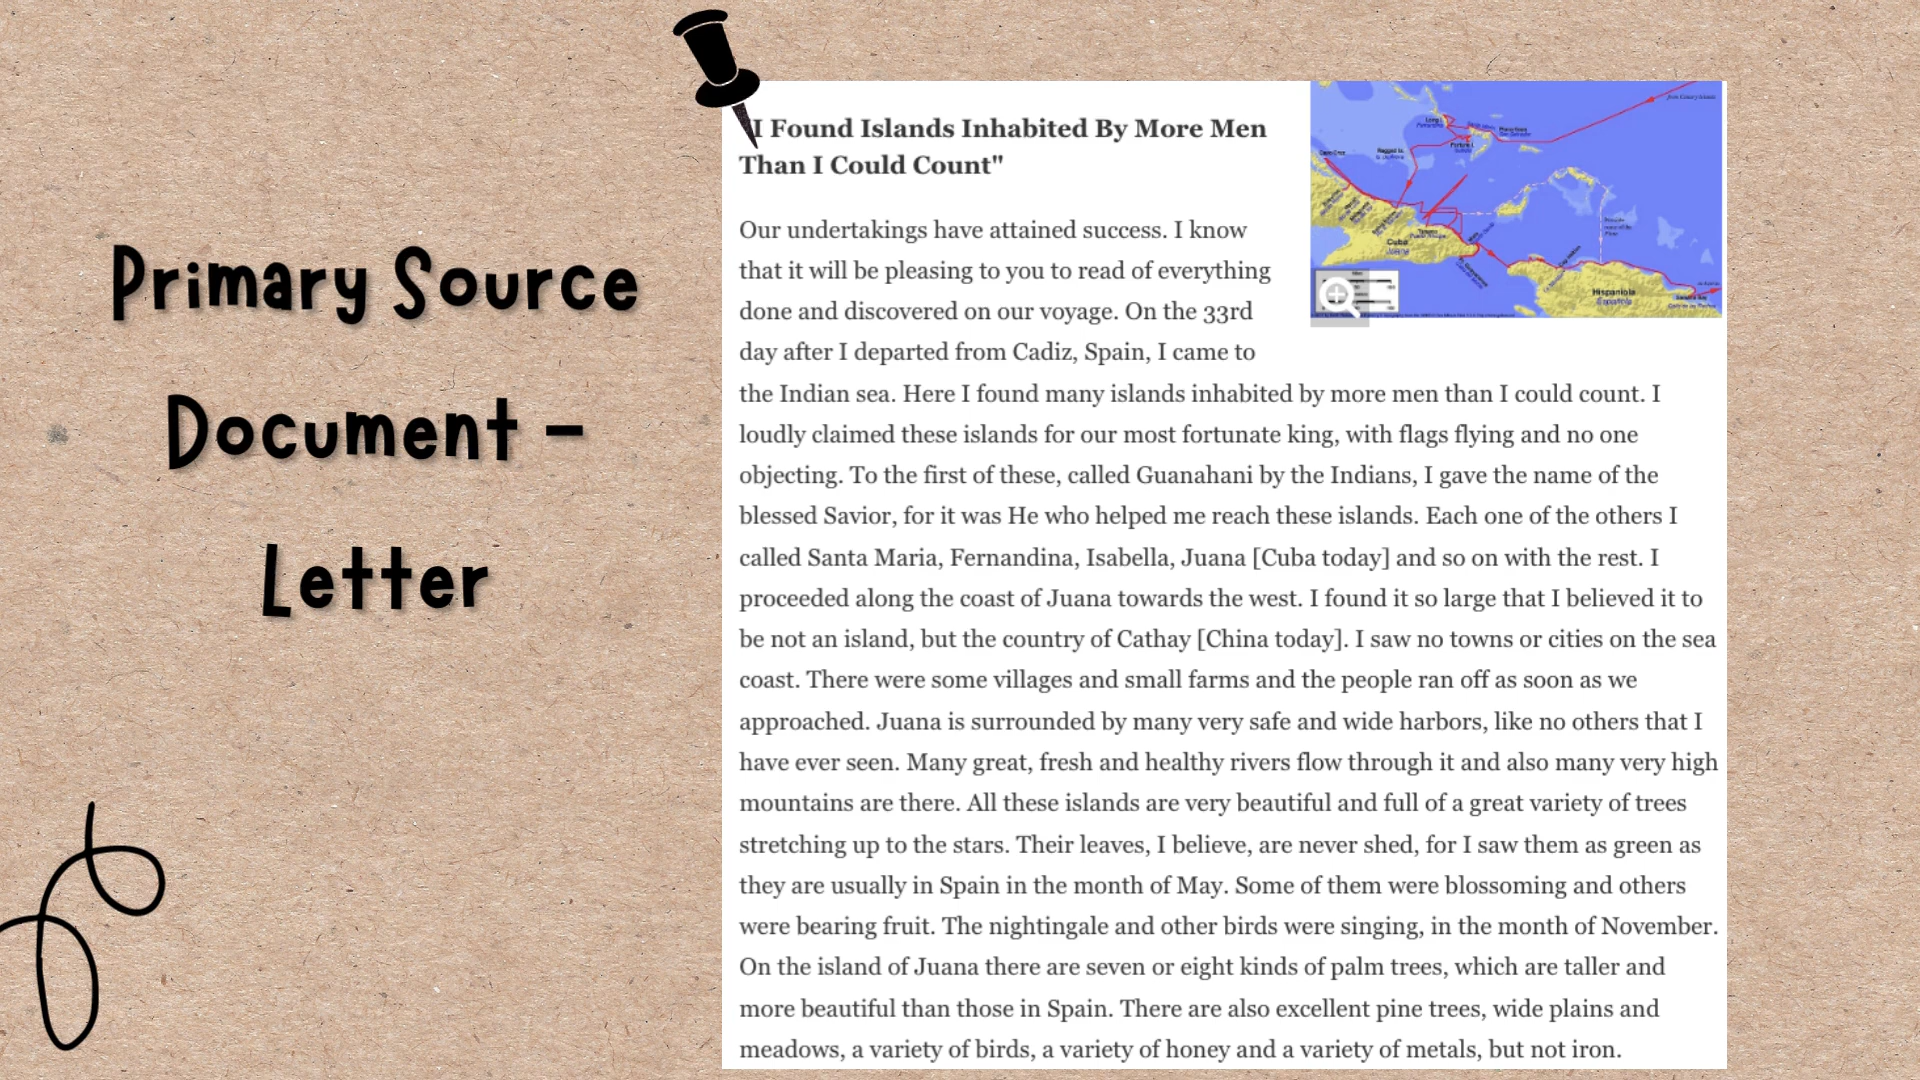 Primary Source
Document -
Letter
"I Found Islands Inhabited By More Men
Than I Could Count"
Our undertakings have attained success. I know
that it will be pleasing to you to read of everything
done and discovered on our voyage. On the 33rd
day after I departed from Cadiz, Spain, I came to
the Indian sea. Here I found many islands inhabited by more men than I could count. I
loudly claimed these islands for our most fortunate king, with flags flying and no one
objecting. To the first of these, called Guanahani by the Indians, I gave the name of the
blessed Savior, for it was He who helped me reach these islands. Each one of the others I
called Santa Maria, Fernandina, Isabella, Juana [Cuba today] and so on with the rest. I
proceeded along the coast of Juana towards the west. I found it so large that I believed it to
be not an island, but the country of Cathay [China today]. I saw no towns or cities on the sea
coast. There were some villages and small farms and the people ran off as soon as we
approached. Juana is surrounded by many very safe and wide harbors, like no others that I
have ever seen. Many great, fresh and healthy rivers flow through it and also many very high
mountains are there. All these islands are very beautiful and full of a great variety of trees
stretching up to the stars. Their leaves, I believe, are never shed, for I saw them as green as
they are usually in Spain in the month of May. Some of them were blossoming and others
were bearing fruit. The nightingale and other birds were singing, in the month of November.
On the island of Juana there are seven or eight kinds of palm trees, which are taller and
more beautiful than those in Spain. There are also excellent pine trees, wide plains and
meadows, a variety of birds, a variety of honey and a variety of metals, but not iron.
from Canary Islands
Cuba
Juana
Hispaniola
Española